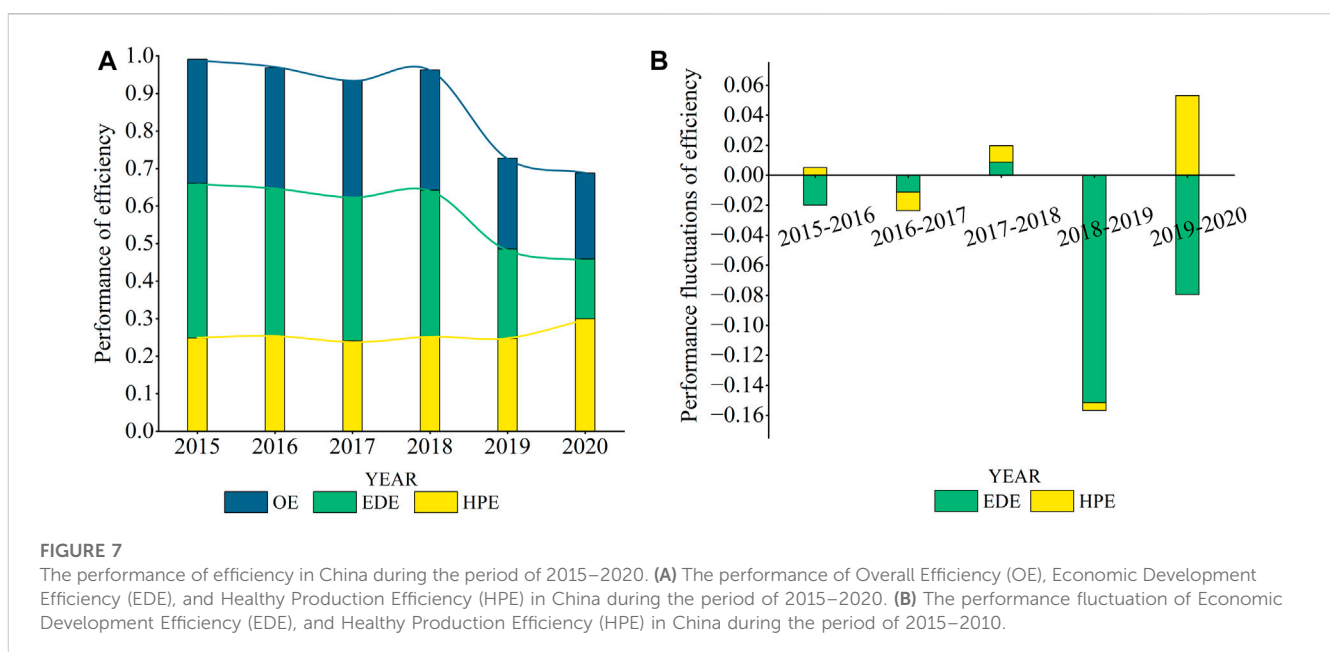 A
Performance of efficiency
1.0
0.9
0.8
0.7
0.6
0.5
0.4
0.3
0.2
0.1
0.0
2015 2016 2017 2018 2019 2020
YEAR
OE EDE HPE
B
Performance fluctuations of efficiency
0.06
0.04
0.02
0.00
−0.02
−0.04
−0.06
−0.08
−0.10
−0.12
−0.14
−0.16
2015-2016 2016-2017 2017-2018 2018-2019 2019-2020
YEAR
EDE HPE
FIGURE 7
The performance of efficiency in China during the period of 2015–2020. (A) The performance of Overall Efficiency (OE), Economic Development
Efficiency (EDE), and Healthy Production Efficiency (HPE) in China during the period of 2015–2020. (B) The performance fluctuation of Economic
Development Efficiency (EDE), and Healthy Production Efficiency (HPE) in China during the period of 2015–2010.